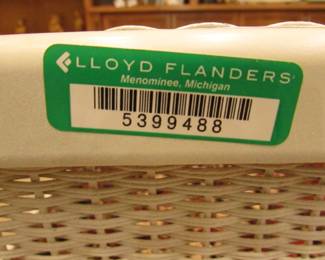 LLOYD FLANDERS
Menominee, Michigan
5399488